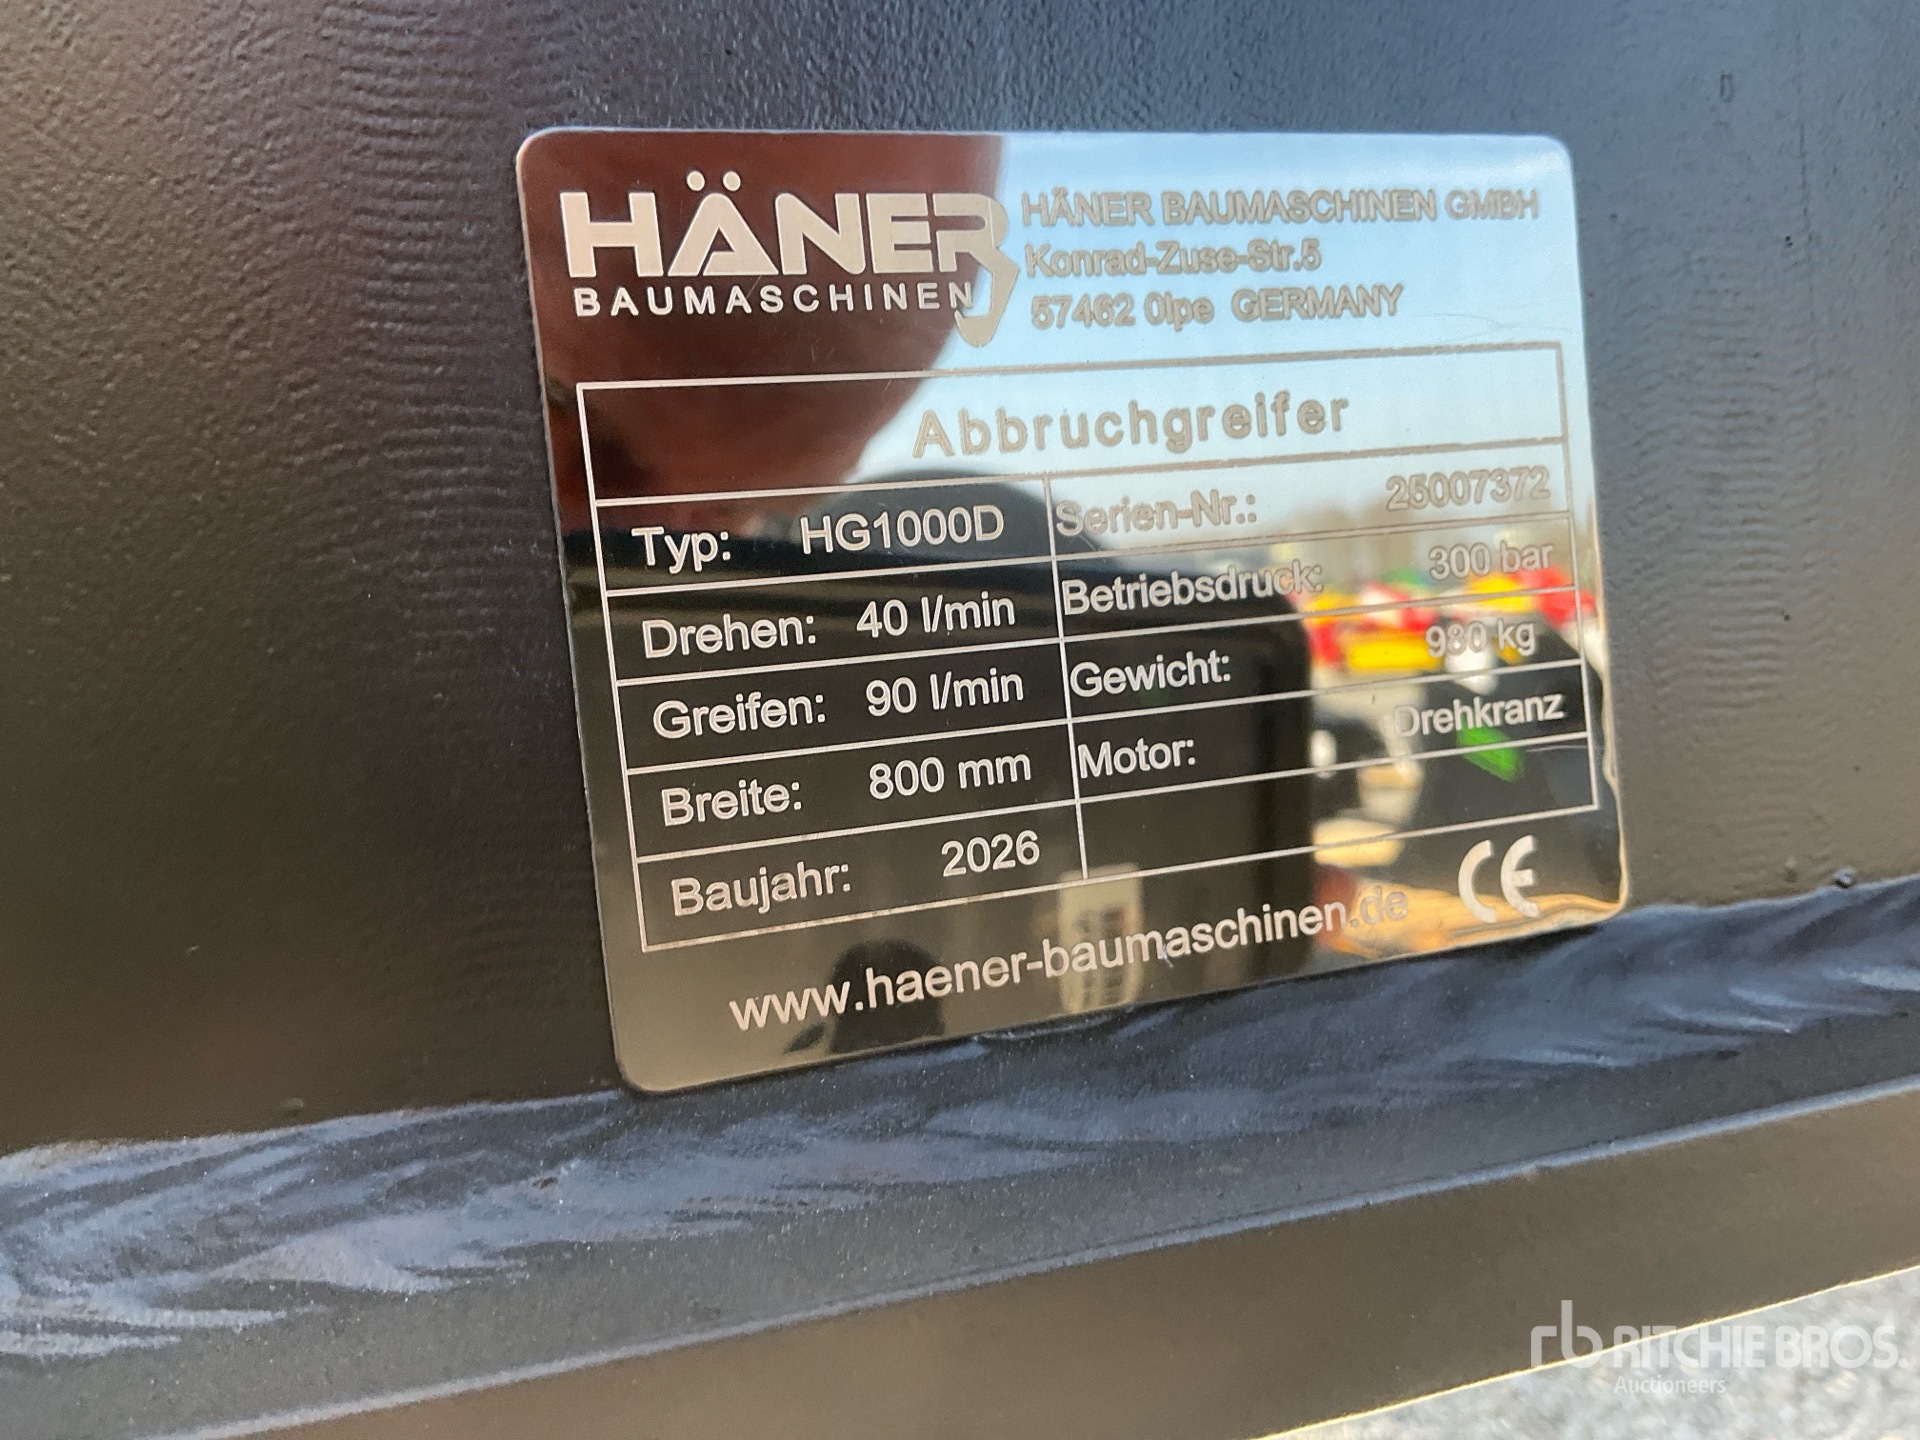 HÄNER
BAUMASCHINEN
HÄNER BAUMASCHINEN GMBH
Konrad-Zuse-Str.5
57462 Olpe GERMANY
Abbruchgreifer
Typ: HG1000D Serien-Nr.: 25007372
Drehen: 40 l/min Betriebsdruck: 300 bar
Greifen: 90 l/min Gewicht: 980 kg
Breite: 800 mm Motor: Drehkranz
Baujahr: 2026
www.haener-baumaschinen.de CE
rb RITCHIE BROS.
Auctioneers